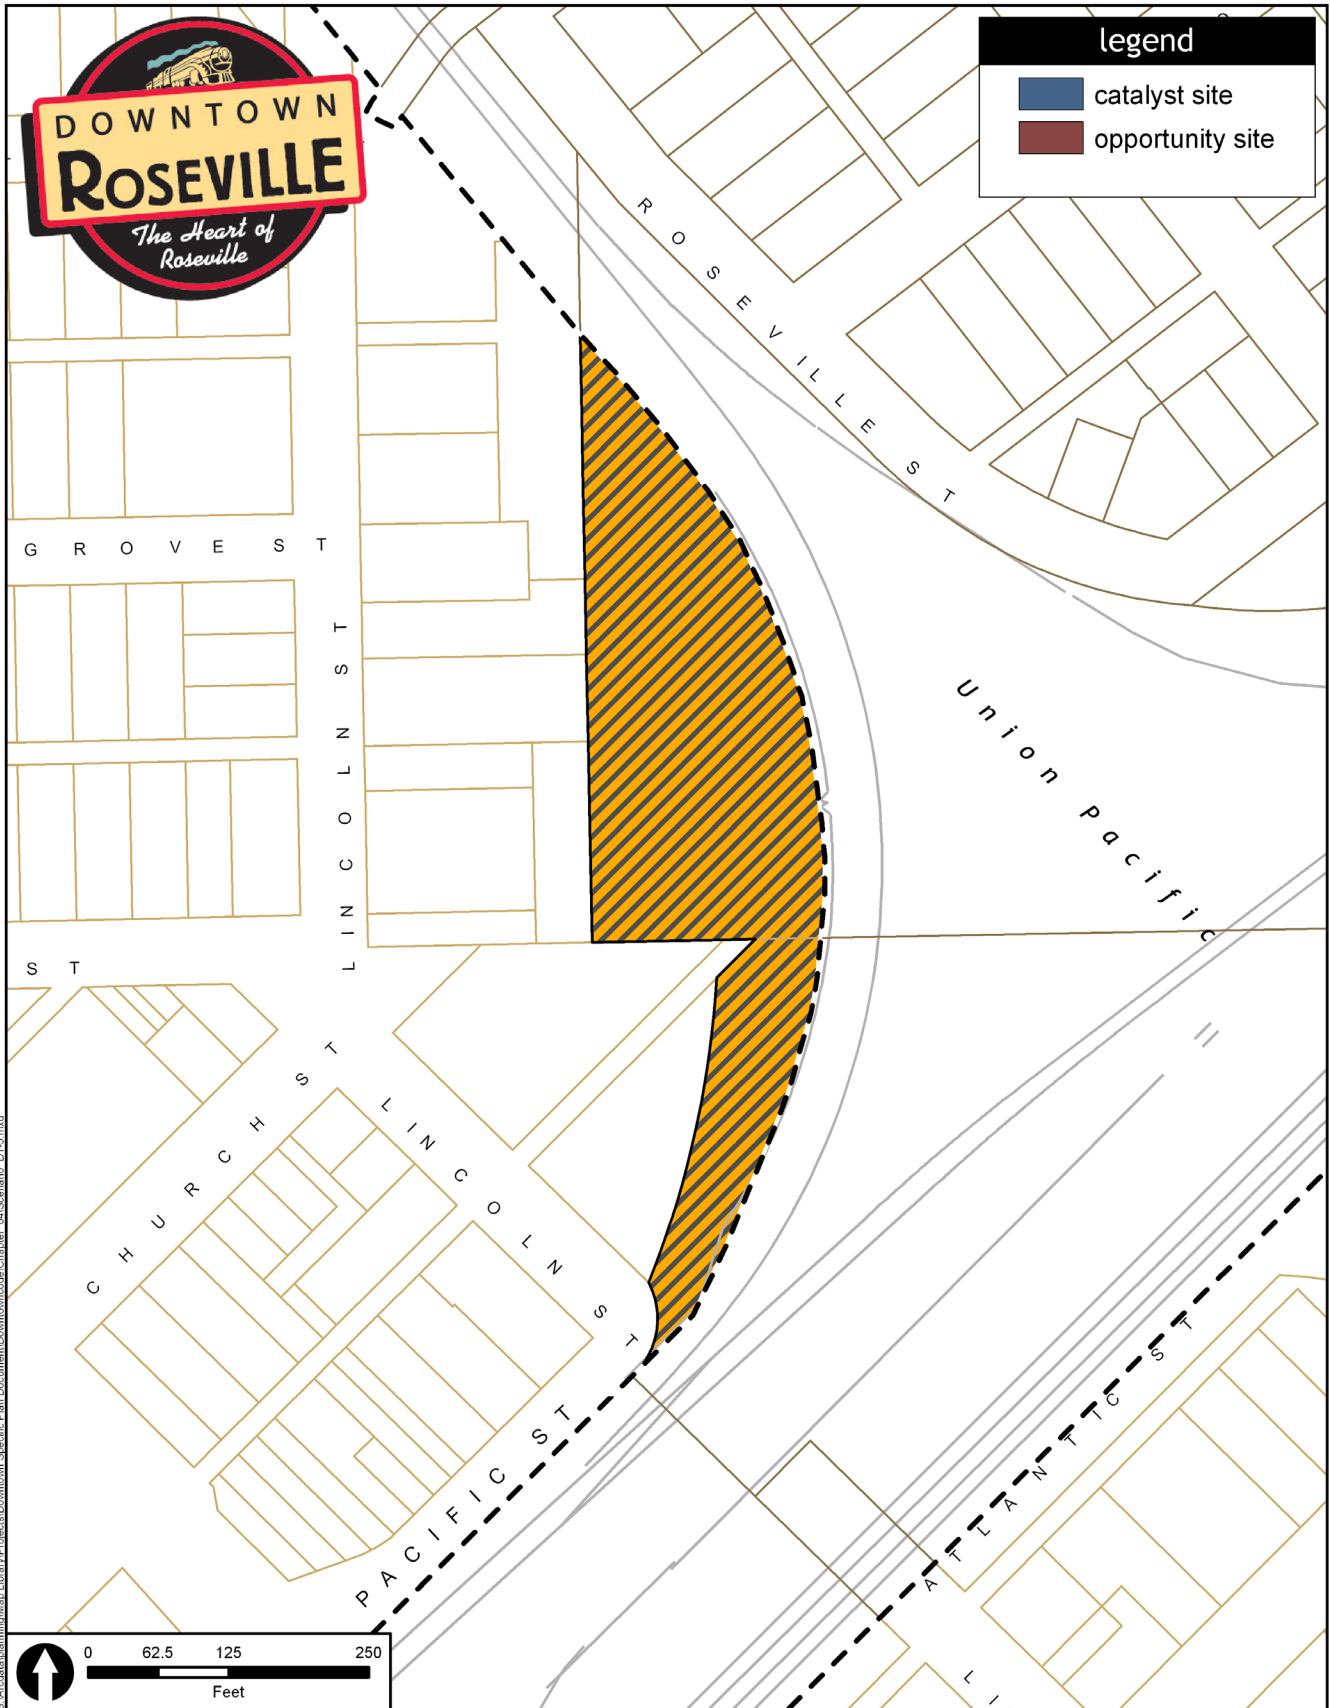 DOWNTOWN
ROSEVILLE
The Heart of
Roseville
legend
catalyst site
opportunity site
ROSEVILLE ST
GROVE ST
LINCOLN ST
Union Pacific
ST
CHURCH ST
LINCOLN ST
PACIFIC ST
ATLANTIC ST
LI
0 62.5 125 250
Feet